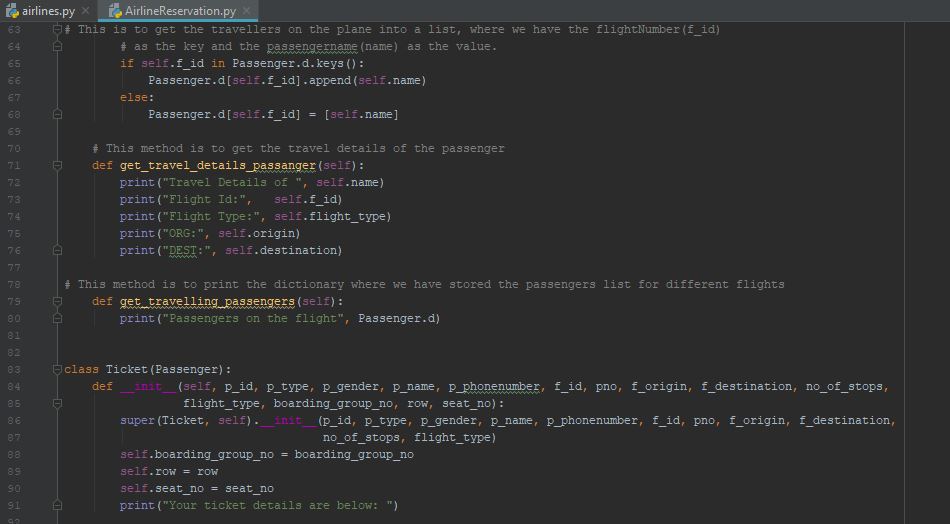 airlines.py × AirlineReservation.py ×
63 # This is to get the travellers on the plane into a list, where we have the flightNumber(f_id)
64 # as the key and the passengername(name) as the value.
65 if self.f_id in Passenger.d.keys():
66 Passenger.d[self.f_id].append(self.name)
67 else:
68 Passenger.d[self.f_id] = [self.name]
69
70 # This method is to get the travel details of the passenger
71 def get_travel_details_passanger(self):
72 print("Travel Details of ", self.name)
73 print("Flight Id:", self.f_id)
74 print("Flight Type:", self.flight_type)
75 print("ORG:", self.origin)
76 print("DEST:", self.destination)
77
78 # This method is to print the dictionary where we have stored the passengers list for different flights
79 def get_travelling_passengers(self):
80 print("Passengers on the flight", Passenger.d)
81
82
83 class Ticket(Passenger):
84 def __init__(self, p_id, p_type, p_gender, p_name, p_phonenumber, f_id, pno, f_origin, f_destination, no_of_stops,
85 flight_type, boarding_group_no, row, seat_no):
86 super(Ticket, self).__init__(p_id, p_type, p_gender, p_name, p_phonenumber, f_id, pno, f_origin, f_destination,
87 no_of_stops, flight_type)
88 self.boarding_group_no = boarding_group_no
89 self.row = row
90 self.seat_no = seat_no
91 print("Your ticket details are below: ")
92